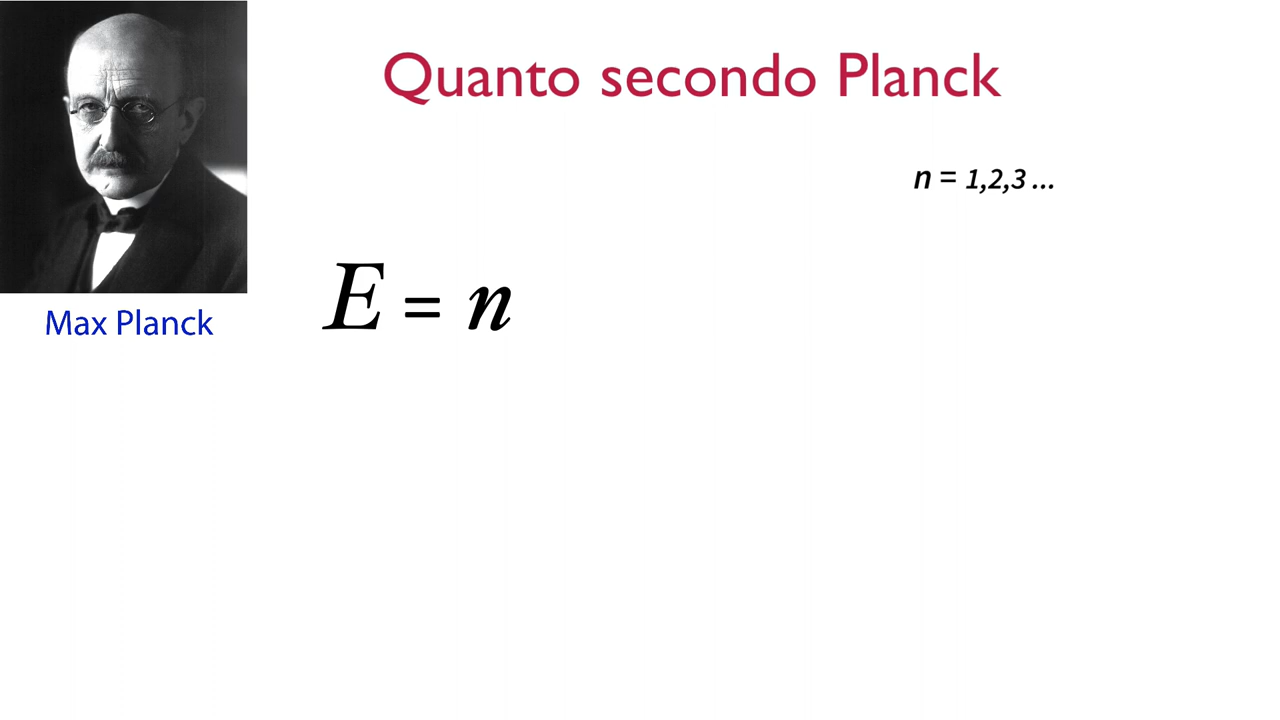 Quanto secondo Planck
n = 1,2,3 ...
E = n
Max Planck